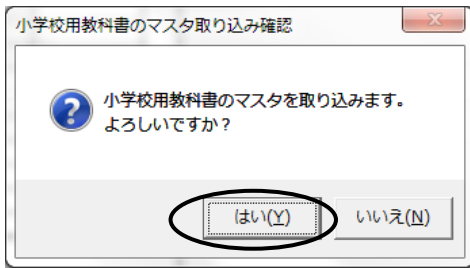 小学校用教科書のマスタ取り込み確認
小学校用教科書のマスタを取り込みます。
よろしいですか？
はい(Y)
いいえ(N)